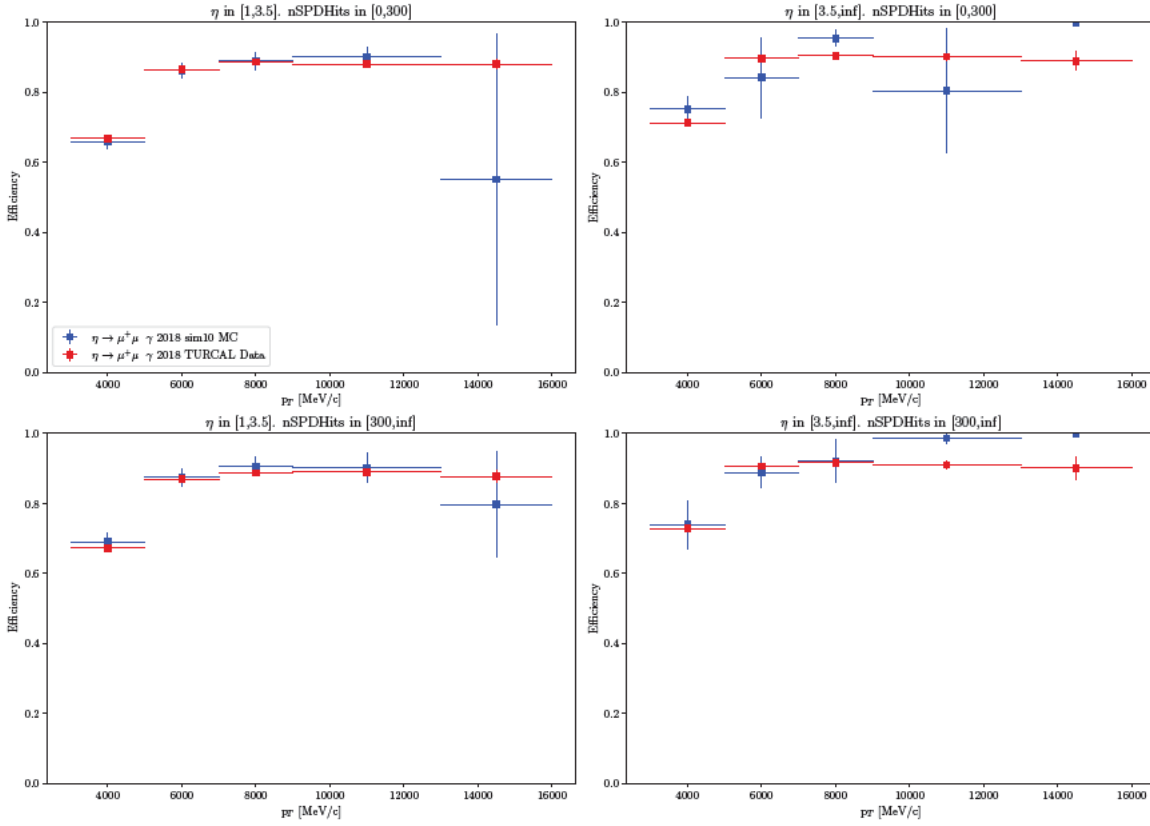 η in [1,3.5]. nSPDHits in [0,300]
1.0
0.8
0.6
0.4
0.2
0.0
Efficiency
η → μ⁺μ γ 2018 sim10 MC
η → μ⁺μ γ 2018 TURCAL Data
4000 6000 8000 10000 12000 14000 16000
p_T [MeV/c]
η in [3.5,inf]. nSPDHits in [0,300]
1.0
0.8
0.6
0.4
0.2
0.0
Efficiency
4000 6000 8000 10000 12000 14000 16000
p_T [MeV/c]
η in [1,3.5]. nSPDHits in [300,inf]
1.0
0.8
0.6
0.4
0.2
0.0
Efficiency
4000 6000 8000 10000 12000 14000 16000
p_T [MeV/c]
η in [3.5,inf]. nSPDHits in [300,inf]
1.0
0.8
0.6
0.4
0.2
0.0
Efficiency
4000 6000 8000 10000 12000 14000 16000
p_T [MeV/c]